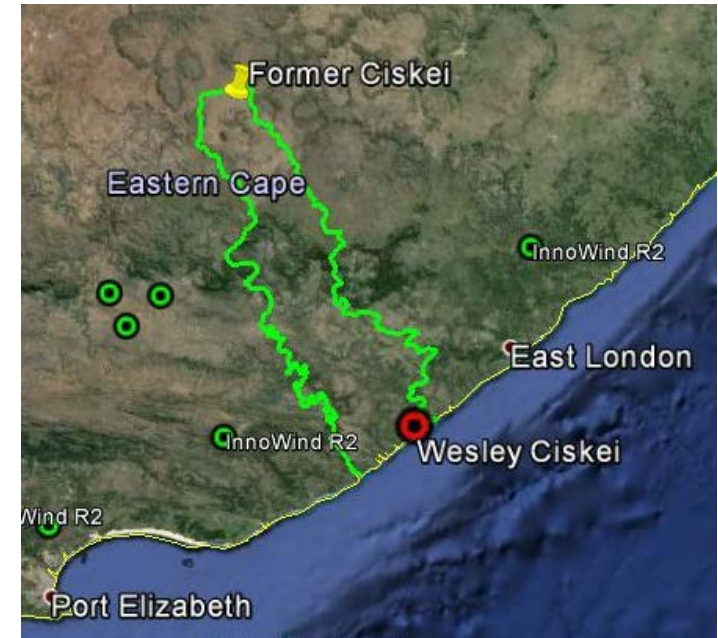 Former Ciskei
Eastern Cape
InnoWind R2
East London
InnoWind R2
Wesley Ciskei
Wind R2
Port Elizabeth